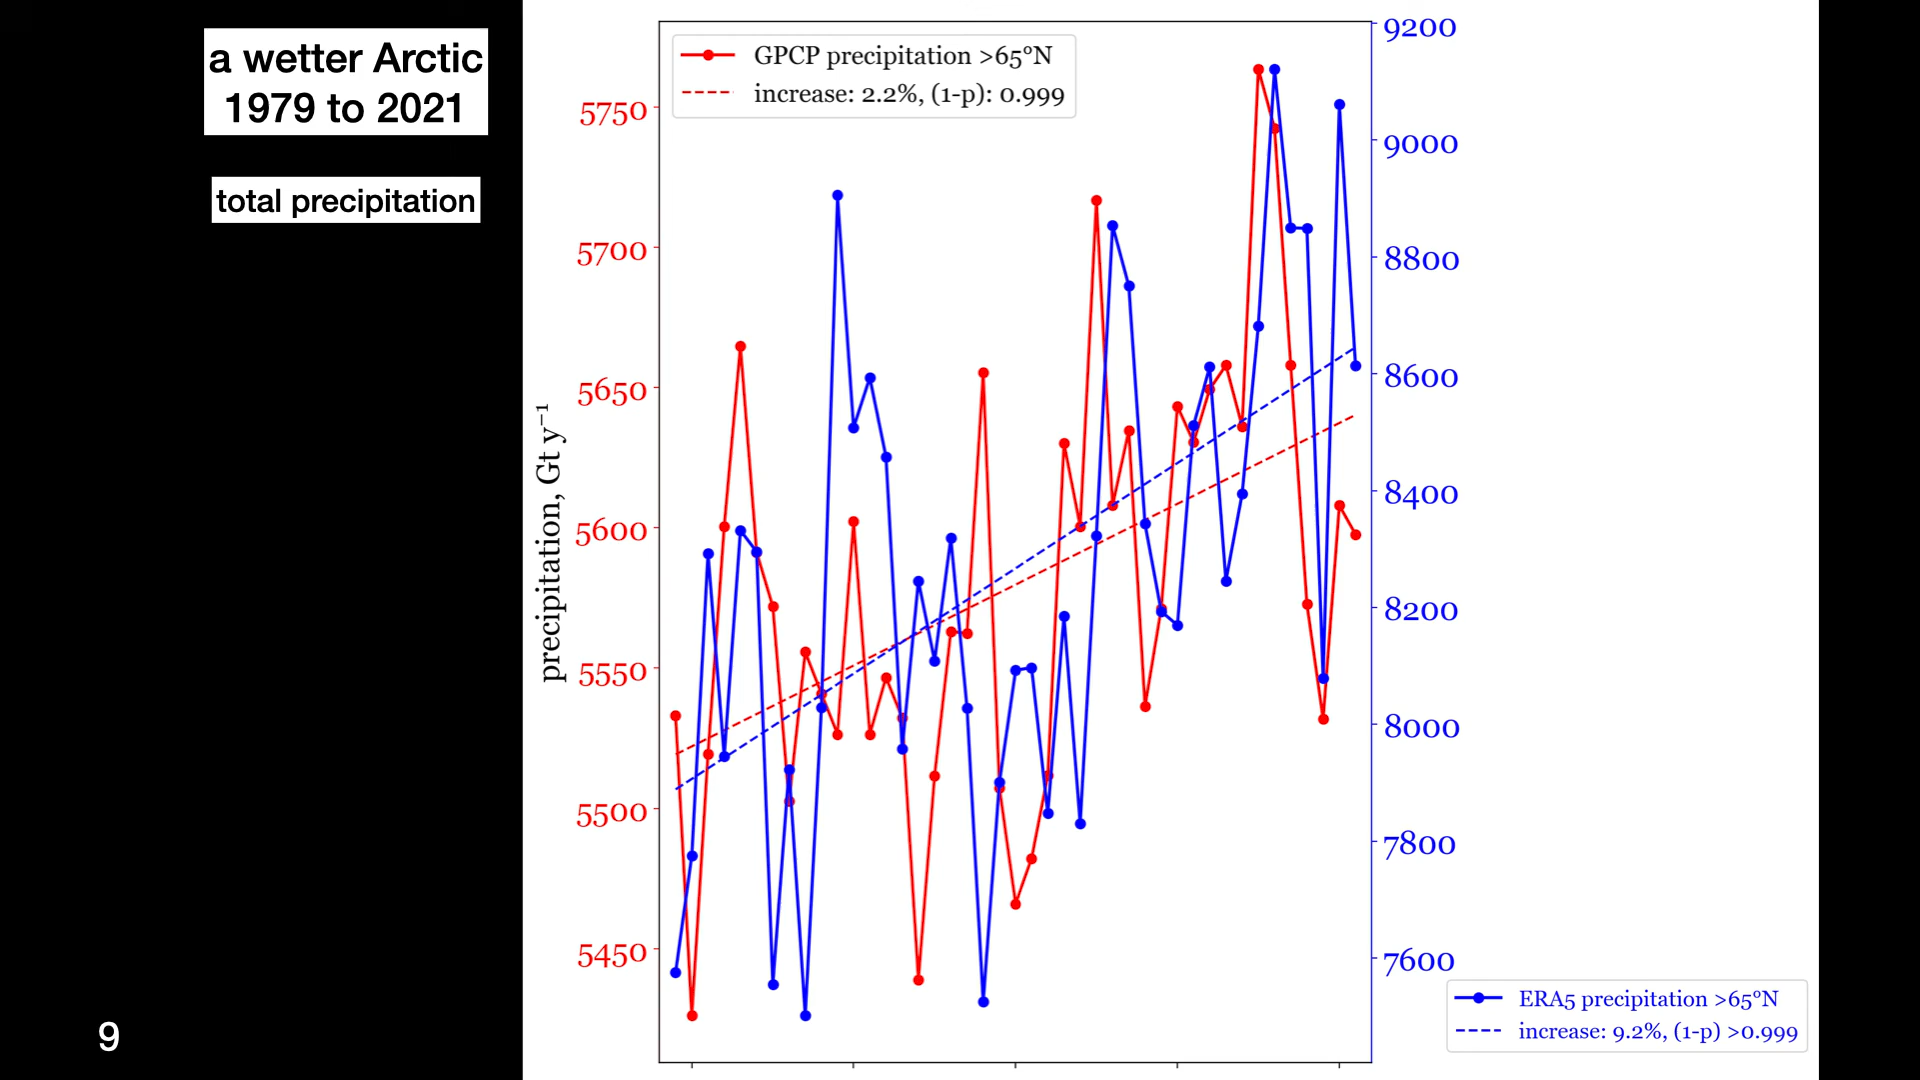 a wetter Arctic
1979 to 2021
total precipitation
GPCP precipitation >65°N
increase: 2.2%, (1-p): 0.999
5750
5700
5650
5600
5550
5500
5450
precipitation, Gt y⁻¹
9200
9000
8800
8600
8400
8200
8000
7800
7600
ERA5 precipitation >65°N
increase: 9.2%, (1-p) >0.999
9